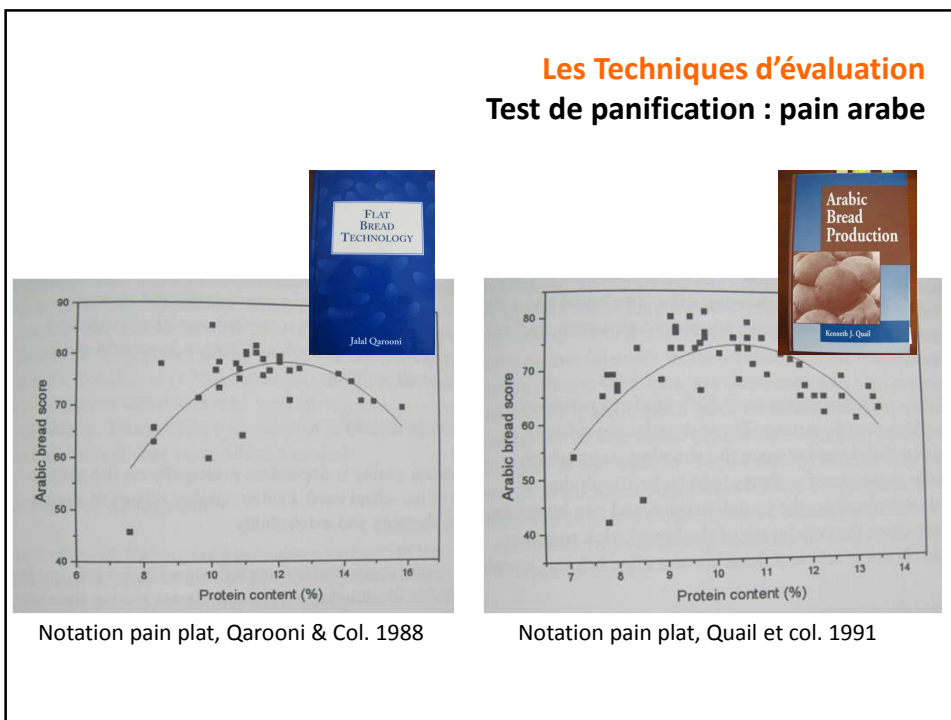 Les Techniques d’évaluation
Test de panification : pain arabe
FLAT
BREAD
TECHNOLOGY
Jalal Qarooni
Arabic
Bread
Production
Kenneth J. Quail
90
80
70
60
50
40
6
8
10
12
14
16
Arabic bread score
Protein content (%)
80
70
60
50
40
7
8
9
10
11
12
13
14
Arabic bread score
Protein content (%)
Notation pain plat, Qarooni & Col. 1988
Notation pain plat, Quail et col. 1991